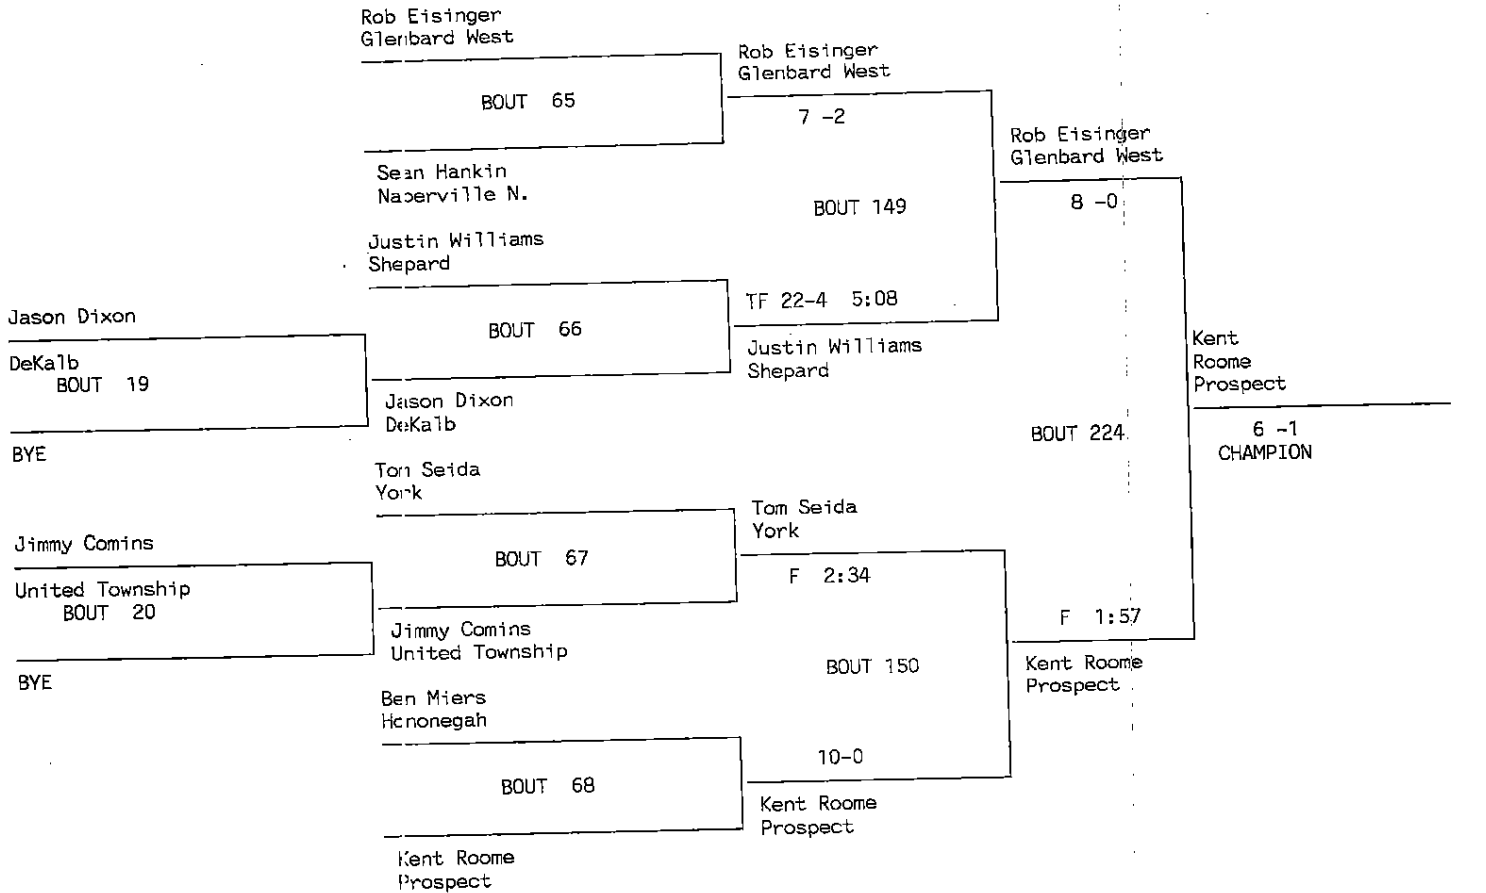 Rob Eisinger
Glenbard West
BOUT 65
Sean Hankin
Naperville N.
Rob Eisinger
Glenbard West
7 -2
Justin Williams
Shepard
BOUT 66
Jason Dixon
DeKalb
BOUT 19
BYE
Jason Dixon
DeKalb
TF 22-4 5:08
Justin Williams
Shepard
BOUT 149
Rob Eisinger
Glenbard West
8 -0
Tom Seida
York
BOUT 67
Jimmy Comins
United Township
BOUT 20
BYE
Jimmy Comins
United Township
Tom Seida
York
F 2:34
BOUT 150
Ben Miers
Hononegah
BOUT 68
Kent Roome
Prospect
10-0
Kent Roome
Prospect
F 1:57
Kent Roome
Prospect
BOUT 224
Kent
Roome
Prospect
6 -1
CHAMPION